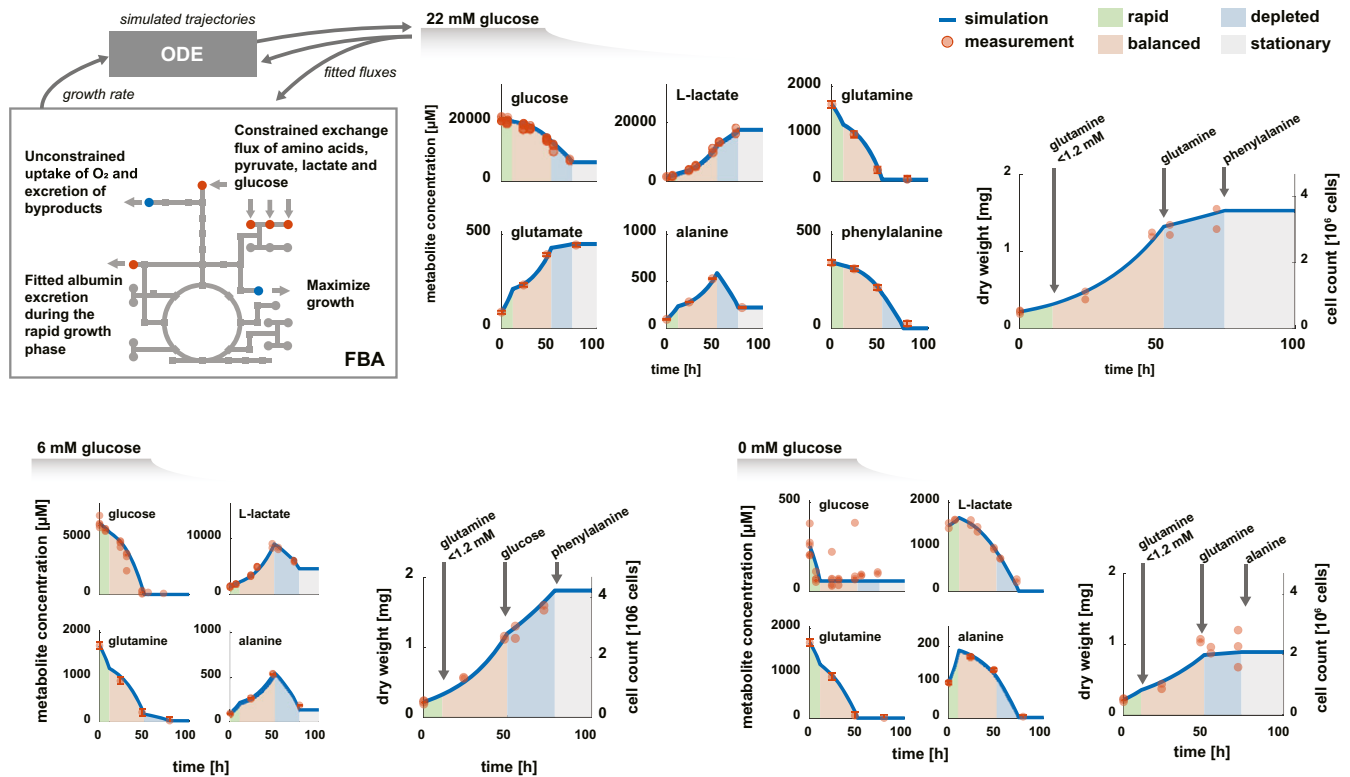 simulated trajectories
ODE
fitted fluxes
growth rate
Unconstrained
uptake of O₂ and
excretion of
byproducts
Constrained exchange
flux of amino acids,
pyruvate, lactate and
glucose
Fitted albumin
excretion
during the
rapid growth
phase
Maximize
growth
FBA
22 mM glucose
simulation
measurement
rapid
balanced
depleted
stationary
metabolite concentration [µM]
glucose
20000
0
L-lactate
20000
0
glutamine
2000
1000
0
glutamate
500
0
0 50 100
alanine
1000
500
0
0 50 100
phenylalanine
500
0
0 50 100
time [h]
glutamine
<1.2 mM
glutamine
phenylalanine
dry weight [mg]
2
1
0
cell count [10⁶ cells]
4
2
0
0 50 100
time [h]
6 mM glucose
metabolite concentration [µM]
glucose
5000
0
L-lactate
10000
0
glutamine
2000
1000
0
0 50 100
alanine
1000
500
0
0 50 100
time [h]
glutamine
<1.2 mM
glucose
phenylalanine
dry weight [mg]
2
1
0
cell count [106 cells]
4
2
0
0 50 100
time [h]
0 mM glucose
metabolite concentration [µM]
glucose
500
0
L-lactate
2000
1000
0
glutamine
2000
1000
0
0 50 100
alanine
200
100
0
0 50 100
time [h]
glutamine
<1.2 mM
glutamine
alanine
dry weight [mg]
2
1
0
cell count [10⁶ cells]
4
2
0
0 50 100
time [h]